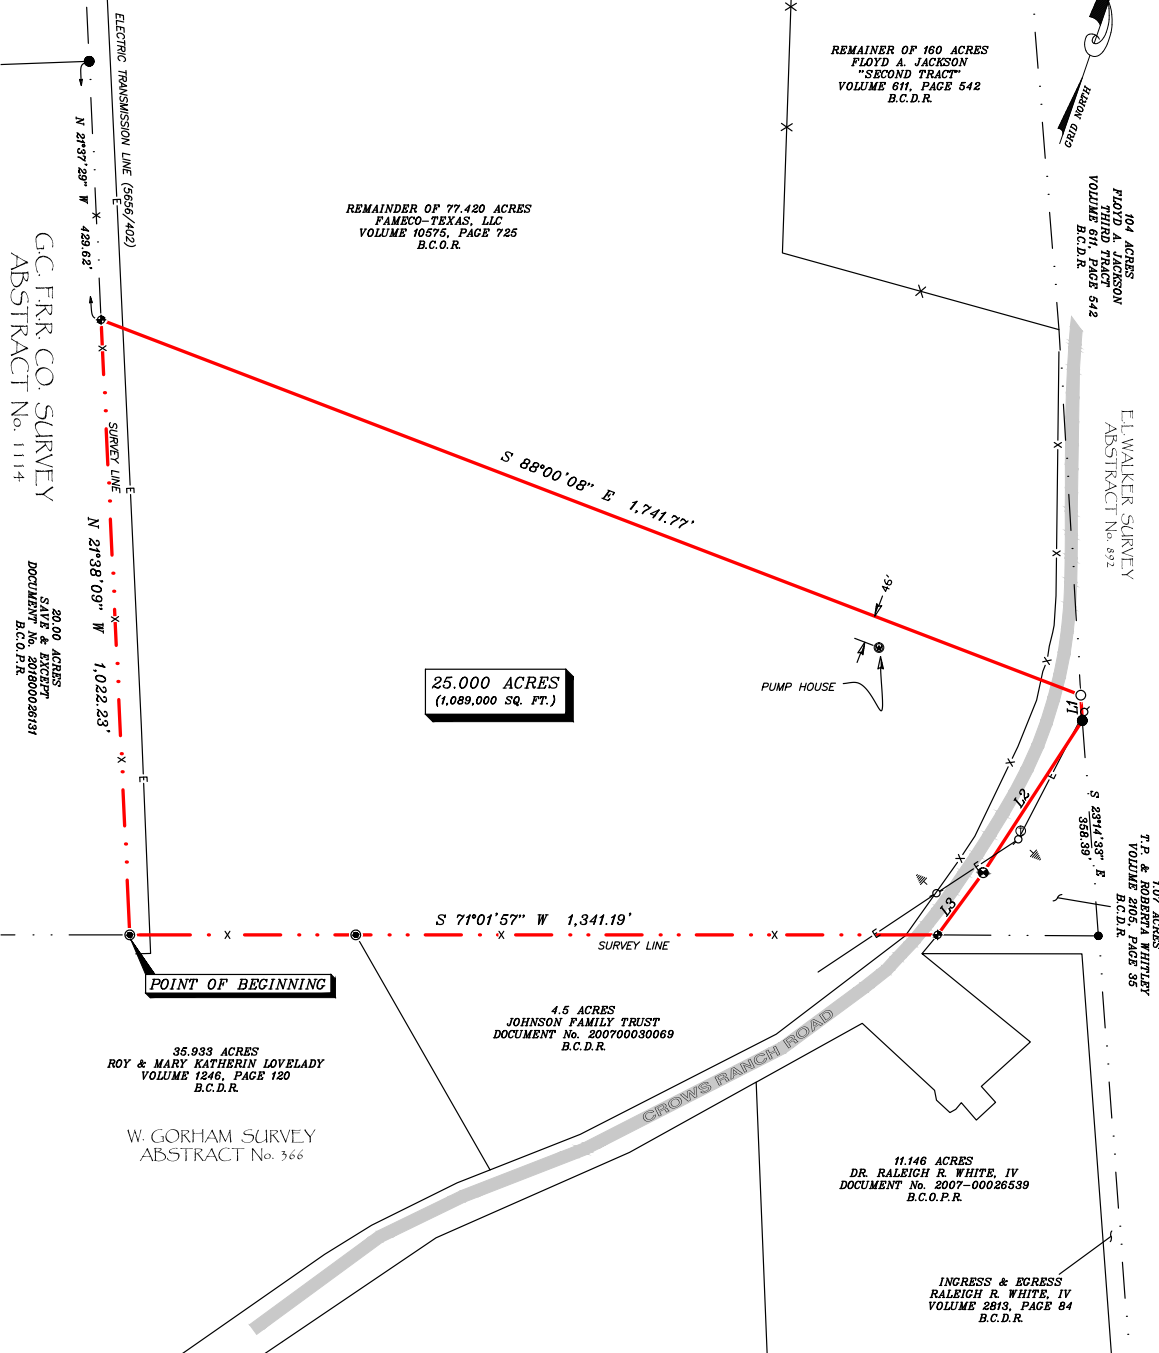 REMAINER OF 160 ACRES
FLOYD A. JACKSON
"SECOND TRACT"
VOLUME 611, PAGE 542
B.C.D.R.
GRID NORTH
ELECTRIC TRANSMISSION LINE (5656/402)
N 21°37'29" W 429.62'
REMAINDER OF 77.420 ACRES
FAMECO-TEXAS, LLC
VOLUME 10575, PAGE 725
B.C.O.R.
104 ACRES
FLOYD A. JACKSON
THIRD TRACT
VOLUME 611, PAGE 542
B.C.D.R.
G.C. F.R.R. CO. SURVEY
ABSTRACT No. 1114
E
X
X
X
X
X
SURVEY LINE
E
S 88°00'08" E 1,741.77'
E.L. WALKER SURVEY
ABSTRACT No. 892
X
X
N 21°38'09" W 1,022.23'
20.00 ACRES
SAVE & EXCEPT
DOCUMENT No. 201800026131
B.C.O.P.R.
X
46'
PUMP HOUSE
25.000 ACRES
(1,089,000 SQ. FT.)
X
L1
X
E
X
E
L2
S 23°14'33" E
358.39'
1.07 ACRES
T.P. & ROBERTA WHITLEY
VOLUME 2105, PAGE 35
B.C.D.R.
X
E
L3
S 71°01'57" W 1,341.19'
X
X
X
E
SURVEY LINE
POINT OF BEGINNING
4.5 ACRES
JOHNSON FAMILY TRUST
DOCUMENT No. 200700030069
B.C.D.R.
CROWS RANCH ROAD
35.933 ACRES
ROY & MARY KATHERIN LOVELADY
VOLUME 1246, PAGE 120
B.C.D.R.
W. GORHAM SURVEY
ABSTRACT No. 366
11.146 ACRES
DR. RALEIGH R. WHITE, IV
DOCUMENT No. 2007-00026539
B.C.O.P.R.
INGRESS & EGRESS
RALEIGH R. WHITE, IV
VOLUME 2813, PAGE 84
B.C.D.R.